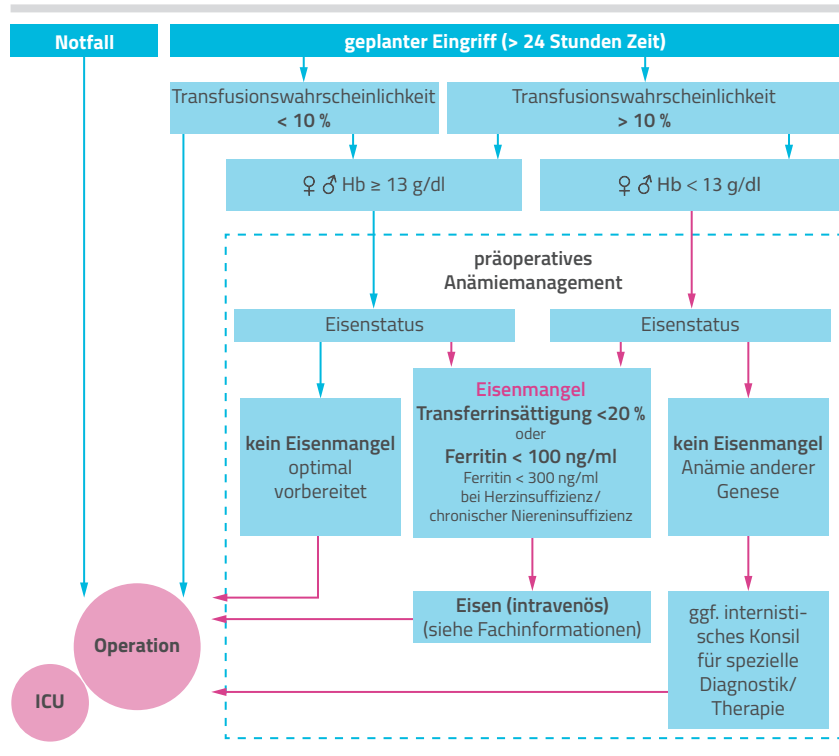 Notfall
geplanter Eingriff (> 24 Stunden Zeit)
Transfusionswahrscheinlichkeit
< 10 %
Transfusionswahrscheinlichkeit
> 10 %
♀ ♂ Hb ≥ 13 g/dl
♀ ♂ Hb < 13 g/dl
präoperatives
Anämiemanagement
Eisenstatus
Eisenstatus
kein Eisenmangel
optimal
vorbereitet
Eisenmangel
Transferrinsättigung <20 %
oder
Ferritin < 100 ng/ml
Ferritin < 300 ng/ml
bei Herzinsuffizienz/
chronischer Niereninsuffizienz
kein Eisenmangel
Anämie anderer
Genese
Eisen (intravenös)
(siehe Fachinformationen)
ggf. internisti-
sches Konsil
für spezielle
Diagnostik/
Therapie
Operation
ICU